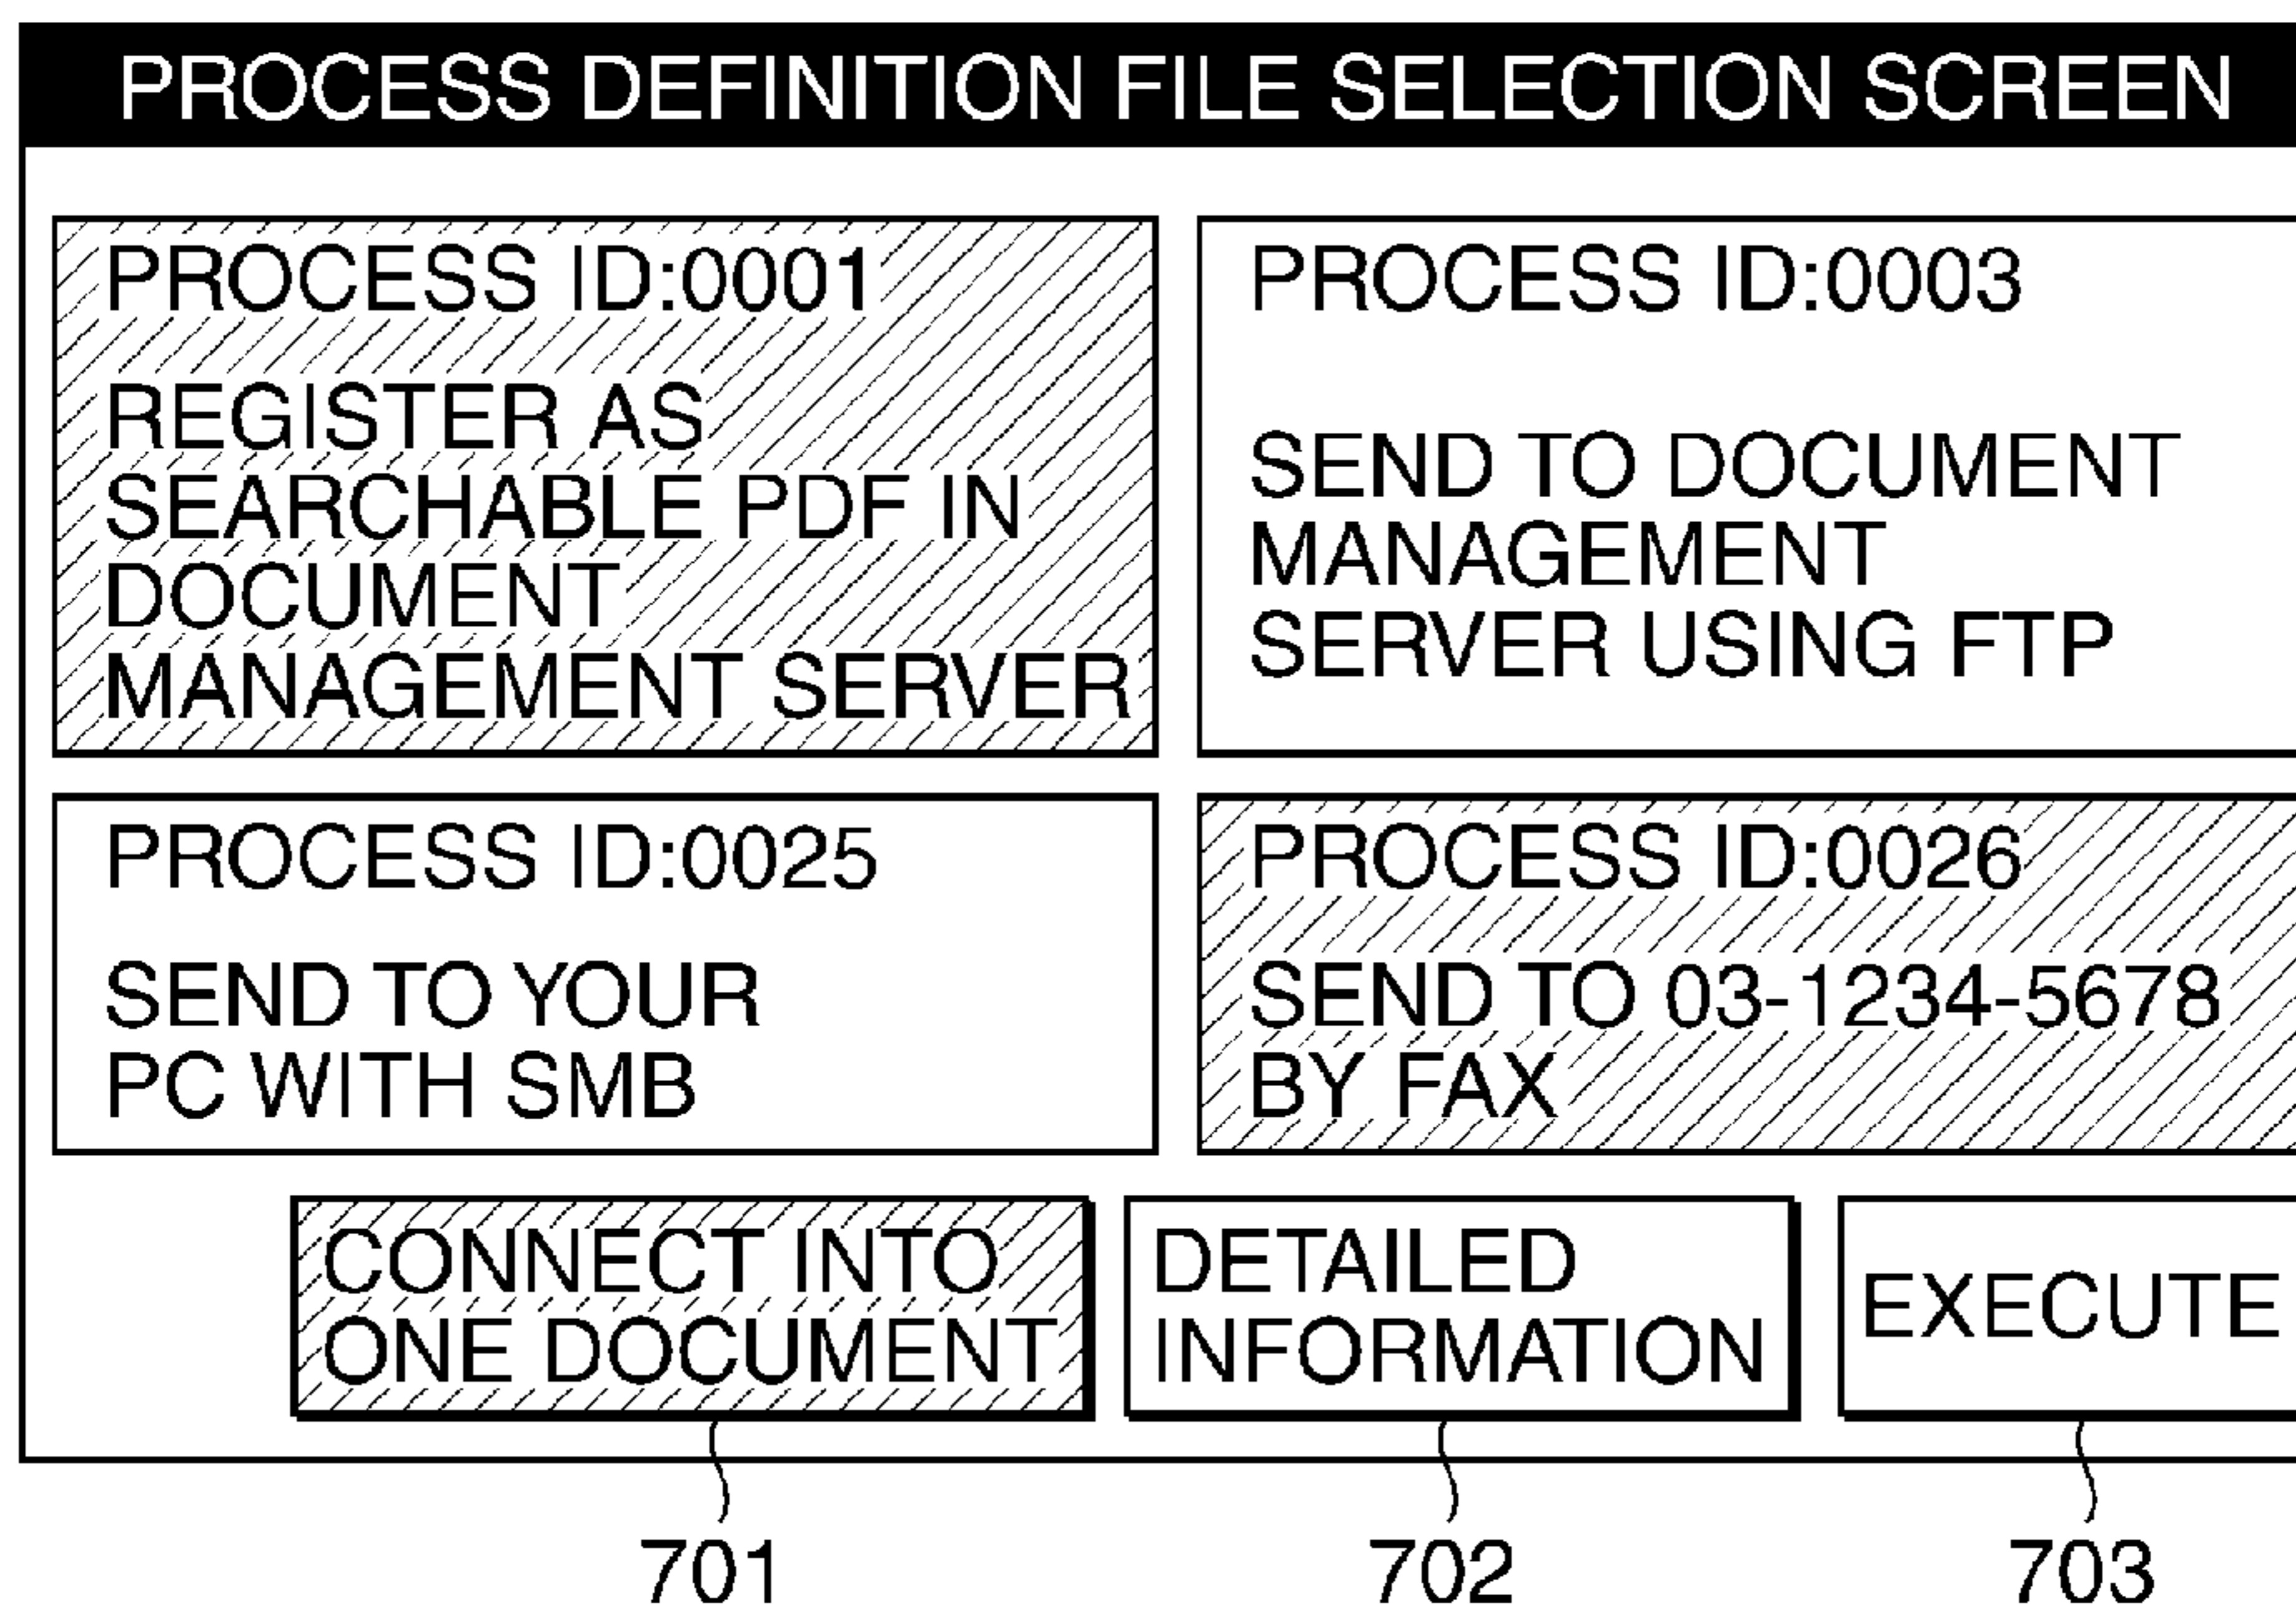 PROCESS DEFINITION FILE SELECTION SCREEN
PROCESS ID:0001
REGISTER AS
SEARCHABLE PDF IN
DOCUMENT
MANAGEMENT SERVER
PROCESS ID:0003
SEND TO DOCUMENT
MANAGEMENT
SERVER USING FTP
PROCESS ID:0025
SEND TO YOUR
PC WITH SMB
PROCESS ID:0026
SEND TO 03-1234-5678
BY FAX
CONNECT INTO
ONE DOCUMENT
DETAILED
INFORMATION
EXECUTE
701
702
703